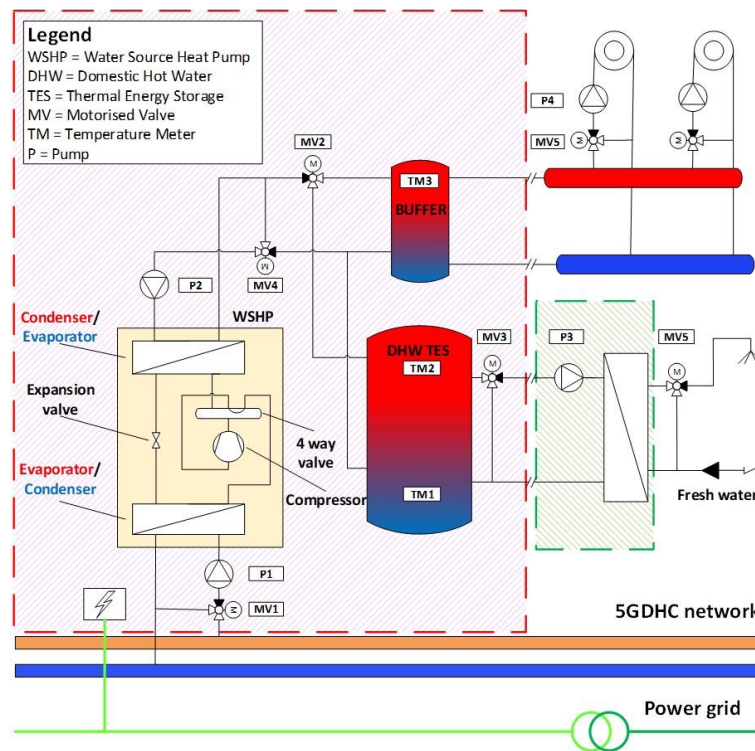 Legend
WSHP = Water Source Heat Pump
DHW = Domestic Hot Water
TES = Thermal Energy Storage
MV = Motorised Valve
TM = Temperature Meter
P = Pump
P4
MV5
M
M
MV2
M
TM3
BUFFER
MV4
M
P2
WSHP
Condenser/
Evaporator
Expansion
valve
4 way
valve
Compressor
Evaporator/
Condenser
DHW TES
TM2
TM1
MV3
M
P3
MV5
M
Fresh water
P1
MV1
M
5GDHC network
Power grid